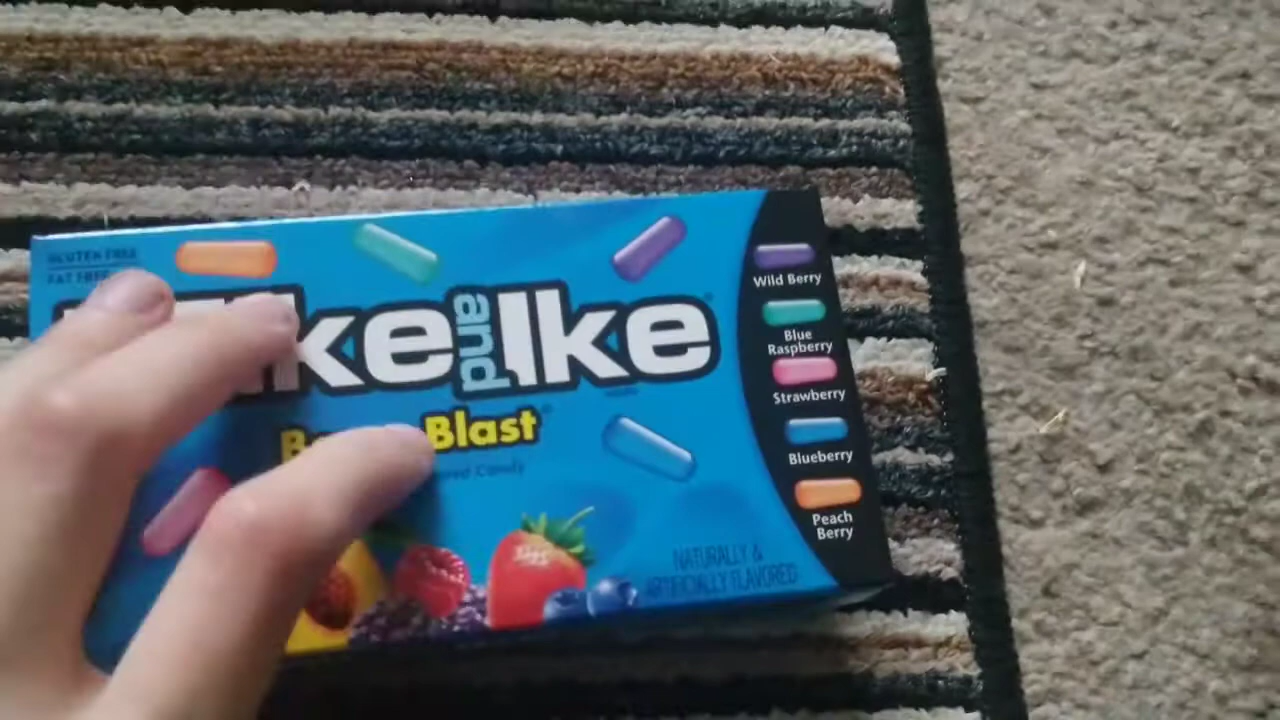 GLUTEN FREE
FAT FREE
ke and Ike
Blast
Candy
Wild Berry
Blue
Raspberry
Strawberry
Blueberry
Peach
Berry
NATURALLY &
ARTIFICIALLY FLAVORED